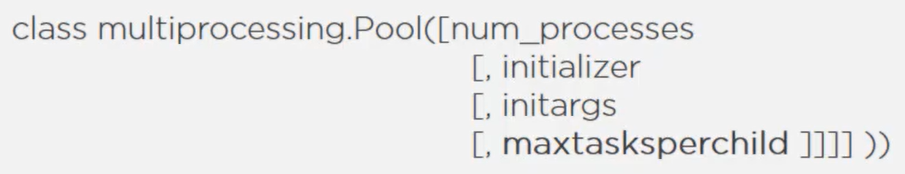 class multiprocessing.Pool([num_processes
[, initializer
[, initargs
[, maxtasksperchild ]]]] ))